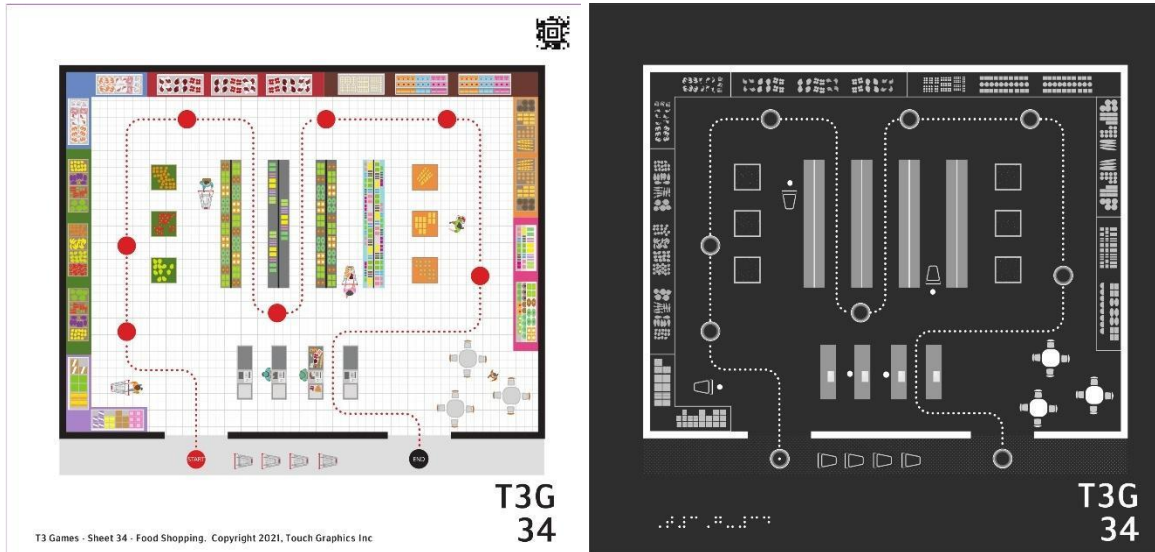 START
END
T3G
34
T3 Games - Sheet 34 - Food Shopping. Copyright 2021, Touch Graphics Inc
T3G
34